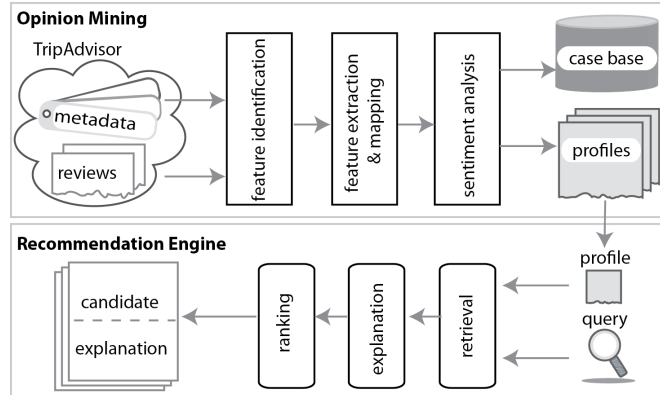 Opinion Mining
TripAdvisor
metadata
reviews
feature identification
feature extraction
& mapping
sentiment analysis
case base
profiles
Recommendation Engine
profile
query
retrieval
explanation
ranking
candidate
explanation